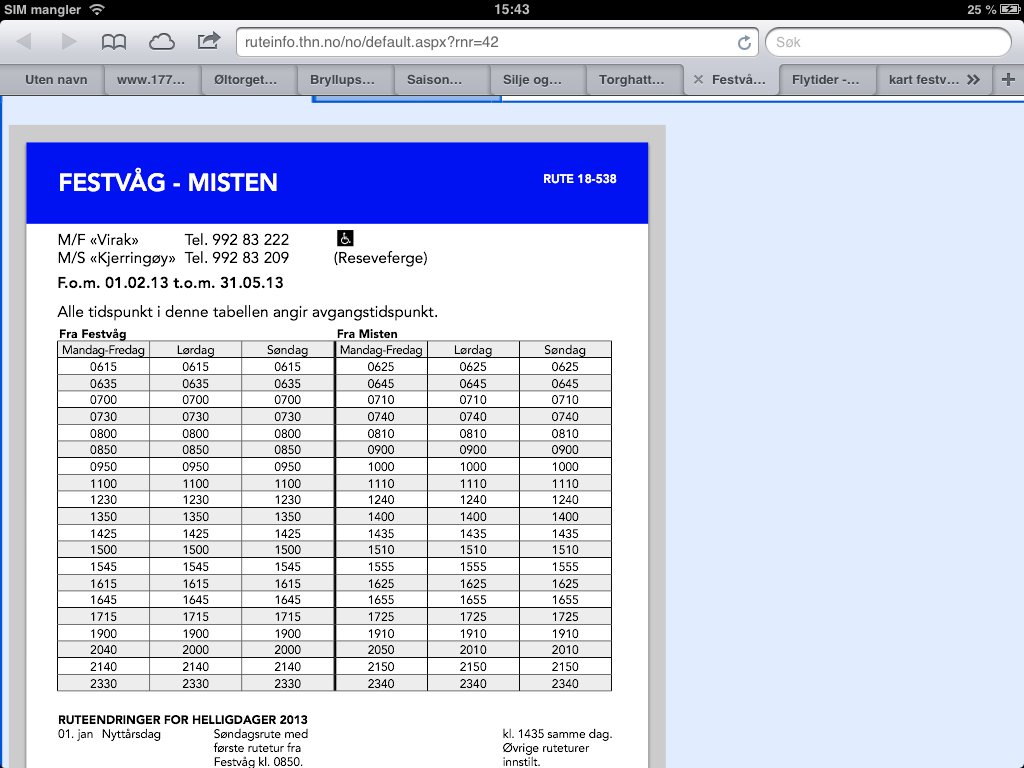 SIM mangler 15:43 25 %
ruteinfo.thn.no/no/default.aspx?rnr=42 Søk
Uten navn www.177... Øltorget... Bryllups... Saison... Silje og... Torghatt... Festvå... Flytider -... kart festv...
FESTVÅG - MISTEN RUTE 18-538
M/F «Virak» Tel. 992 83 222
M/S «Kjerringøy» Tel. 992 83 209 (Reseveferge)
F.o.m. 01.02.13 t.o.m. 31.05.13
Alle tidspunkt i denne tabellen angir avgangstidspunkt.
Fra Festvåg Fra Misten
Mandag-Fredag Lørdag Søndag Mandag-Fredag Lørdag Søndag
0615 0615 0615 0625 0625 0625
0635 0635 0635 0645 0645 0645
0700 0700 0700 0710 0710 0710
0730 0730 0730 0740 0740 0740
0800 0800 0800 0810 0810 0810
0850 0850 0850 0900 0900 0900
0950 0950 0950 1000 1000 1000
1100 1100 1100 1110 1110 1110
1230 1230 1230 1240 1240 1240
1350 1350 1350 1400 1400 1400
1425 1425 1425 1435 1435 1435
1500 1500 1500 1510 1510 1510
1545 1545 1545 1555 1555 1555
1615 1615 1615 1625 1625 1625
1645 1645 1645 1655 1655 1655
1715 1715 1715 1725 1725 1725
1900 1900 1900 1910 1910 1910
2040 2000 2000 2050 2010 2010
2140 2140 2140 2150 2150 2150
2330 2330 2330 2340 2340 2340
RUTEENDRINGER FOR HELLIGDAGER 2013
01. jan Nyttårsdag Søndagsrute med kl. 1435 samme dag.
første rutetur fra Øvrige ruteturer
Festvåg kl. 0850. innstilt.